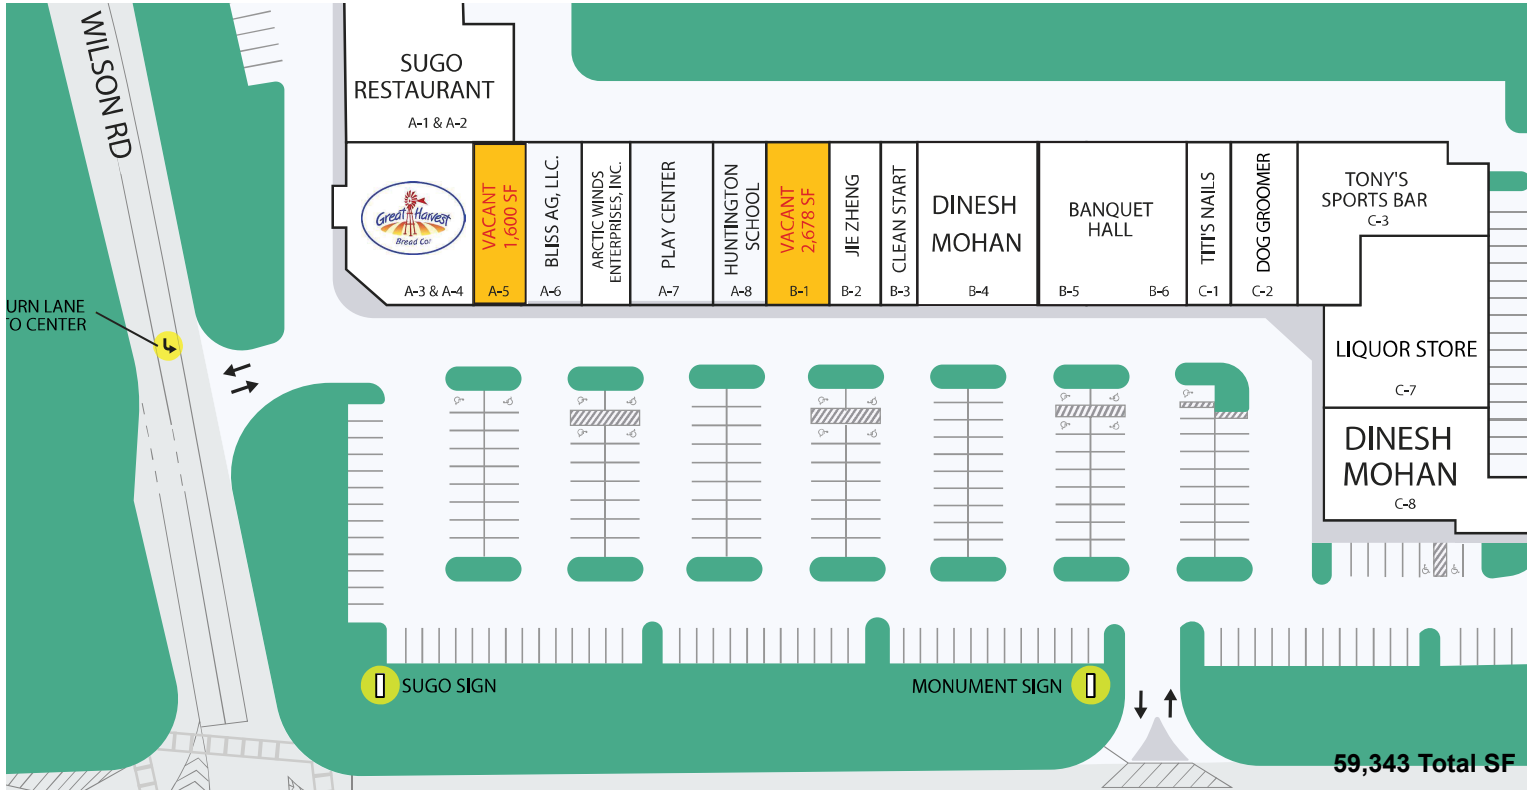 WILSON RD
SUGO
RESTAURANT
A-1 & A-2
Great Harvest
Bread Co.
A-3 & A-4
VACANT
1,600 SF
A-5
BLISS AG, LLC.
A-6
ARCTIC WINDS
ENTERPRISES, INC.
PLAY CENTER
A-7
HUNTINGTON
SCHOOL
A-8
VACANT
2,678 SF
B-1
JIE ZHENG
B-2
CLEAN START
B-3
DINESH
MOHAN
B-4
BANQUET
HALL
B-5
B-6
TITI'S NAILS
C-1
DOG GROOMER
C-2
TONY'S
SPORTS BAR
C-3
LIQUOR STORE
C-7
DINESH
MOHAN
C-8
URN LANE
TO CENTER
SUGO SIGN
MONUMENT SIGN
59,343 Total SF